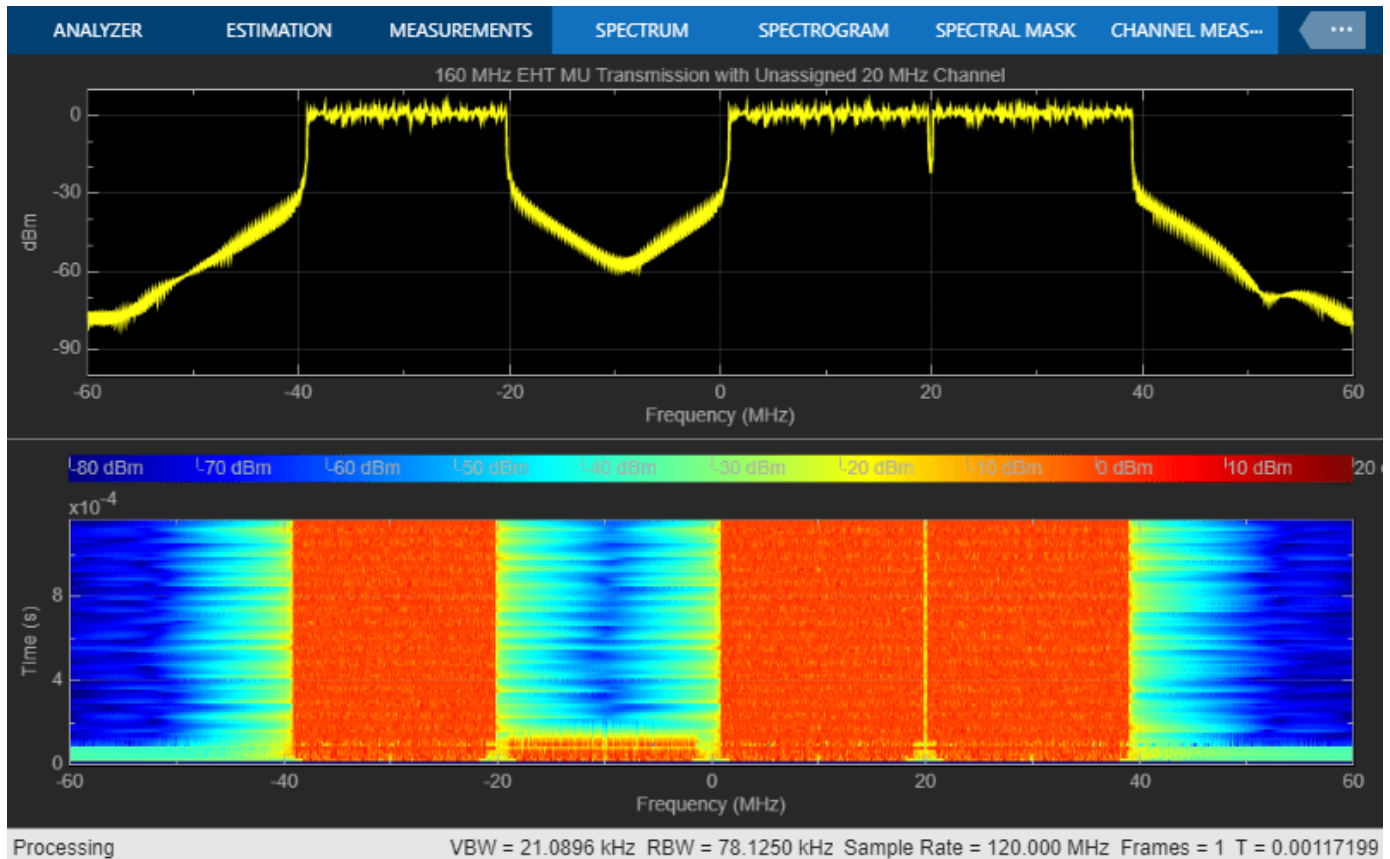 ANALYZER ESTIMATION MEASUREMENTS SPECTRUM SPECTROGRAM SPECTRAL MASK CHANNEL MEAS··· ···
160 MHz EHT MU Transmission with Unassigned 20 MHz Channel
0
-30
-60
-90
dBm
-60 -40 -20 0 20 40 60
Frequency (MHz)
-80 dBm -70 dBm -60 dBm -50 dBm -40 dBm -30 dBm -20 dBm -10 dBm 0 dBm 10 dBm 20
x10-4
8
4
0
Time (s)
-60 -40 -20 0 20 40 60
Frequency (MHz)
Processing VBW = 21.0896 kHz RBW = 78.1250 kHz Sample Rate = 120.000 MHz Frames = 1 T = 0.00117199